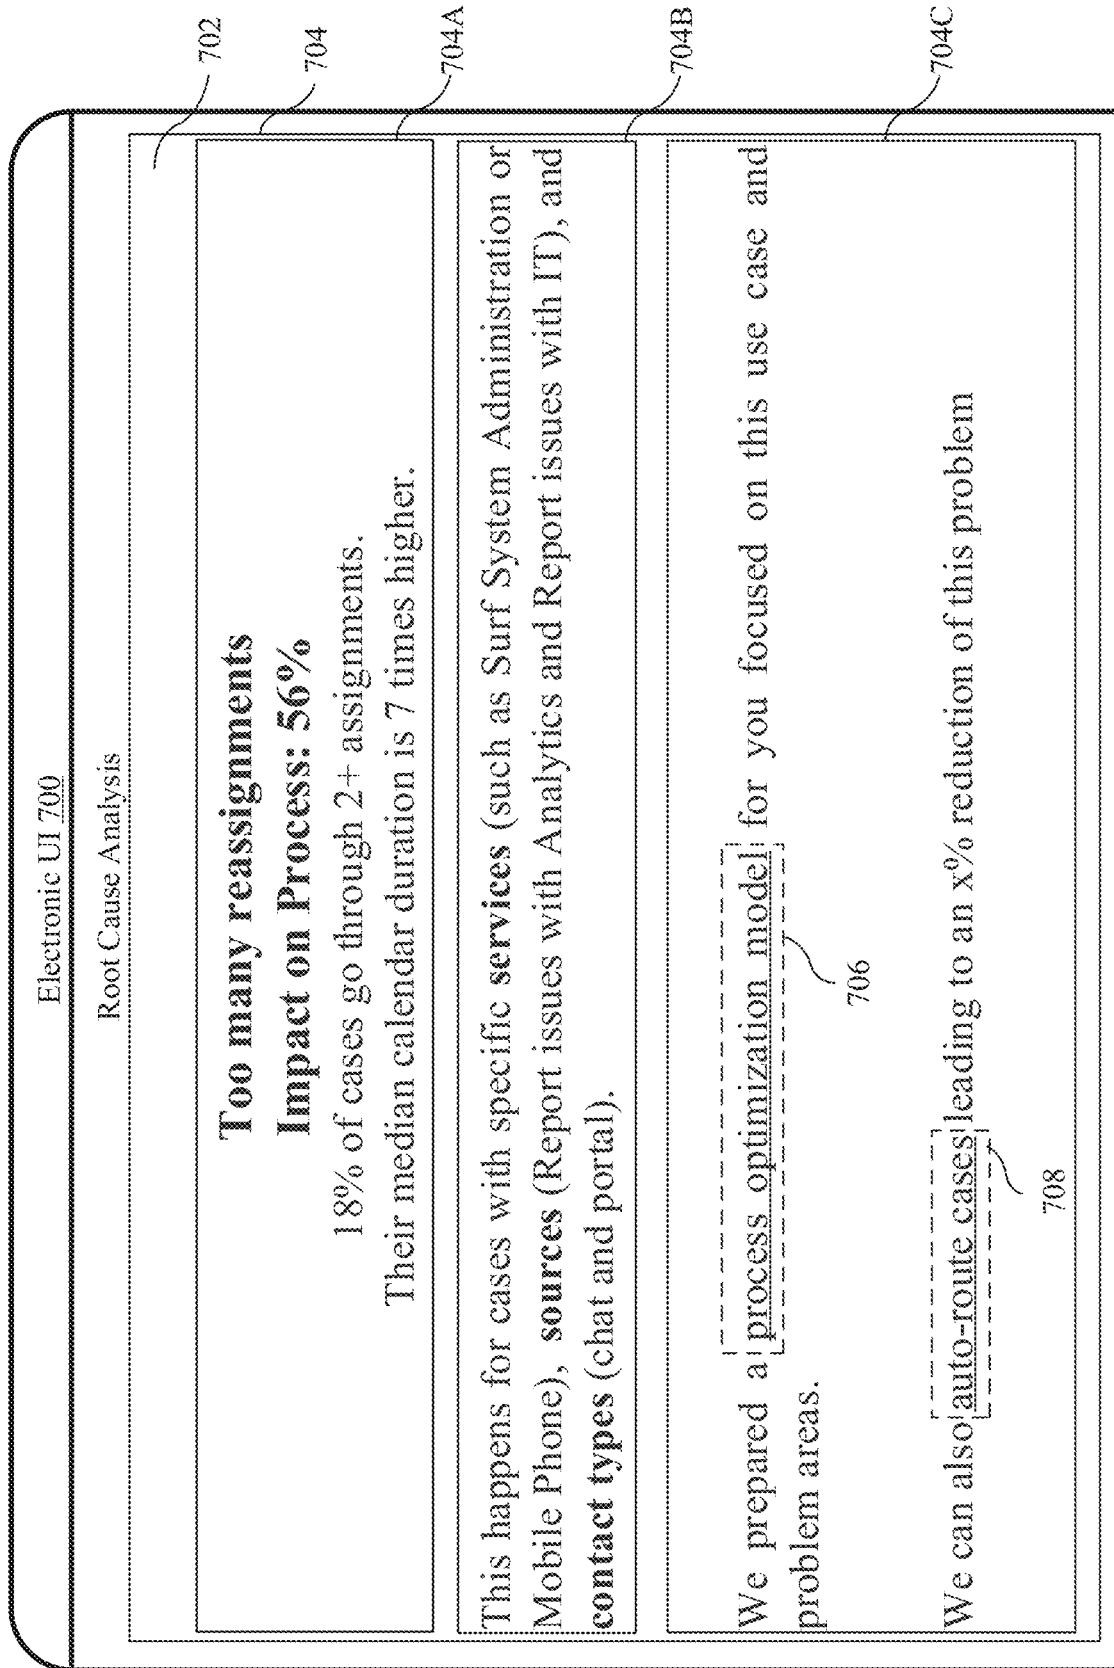 Electronic UI 700
Root Cause Analysis
702
704
Too many reassignments
Impact on Process: 56%
18% of cases go through 2+ assignments.
Their median calendar duration is 7 times higher.
704A
This happens for cases with specific services (such as Surf System Administration or
Mobile Phone), sources (Report issues with Analytics and Report issues with IT), and
contact types (chat and portal).
704B
We prepared a process optimization model for you focused on this use case and
problem areas.
706
704C
We can also auto-route cases leading to an x% reduction of this problem
708